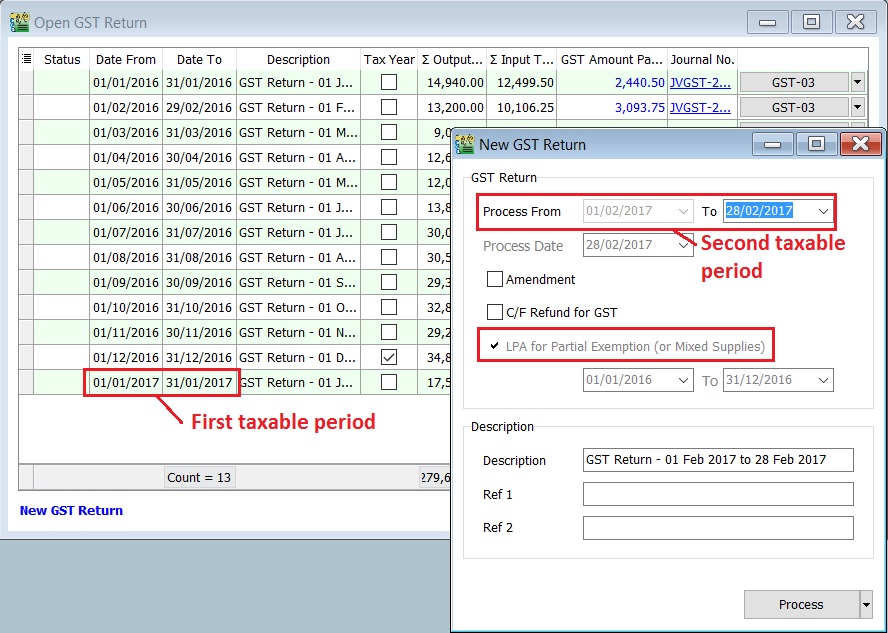 Open GST Return
Status Date From Date To Description Tax Year Σ Output... Σ Input T... GST Amount Pa... Journal No.
01/01/2016 31/01/2016 GST Return - 01 J... 14,940.00 12,499.50 2,440.50 JVGST-2... GST-03
01/02/2016 29/02/2016 GST Return - 01 F... 13,200.00 10,106.25 3,093.75 JVGST-2... GST-03
01/03/2016 31/03/2016 GST Return - 01 M... 9,0
01/04/2016 30/04/2016 GST Return - 01 A... 12,6
01/05/2016 31/05/2016 GST Return - 01 M... 12,0
01/06/2016 30/06/2016 GST Return - 01 J... 13,8
01/07/2016 31/07/2016 GST Return - 01 J... 30,0
01/08/2016 31/08/2016 GST Return - 01 A... 30,5
01/09/2016 30/09/2016 GST Return - 01 S... 29,3
01/10/2016 31/10/2016 GST Return - 01 O... 32,8
01/11/2016 30/11/2016 GST Return - 01 N... 29,2
01/12/2016 31/12/2016 GST Return - 01 D... 34,8
01/01/2017 31/01/2017 GST Return - 01 J... 17,5
First taxable period
Count = 13 279,6
New GST Return
New GST Return
GST Return
Process From 01/02/2017 To 28/02/2017
Process Date 28/02/2017
Second taxable
period
Amendment
C/F Refund for GST
LPA for Partial Exemption (or Mixed Supplies)
01/01/2016 To 31/12/2016
Description
Description GST Return - 01 Feb 2017 to 28 Feb 2017
Ref 1
Ref 2
Process